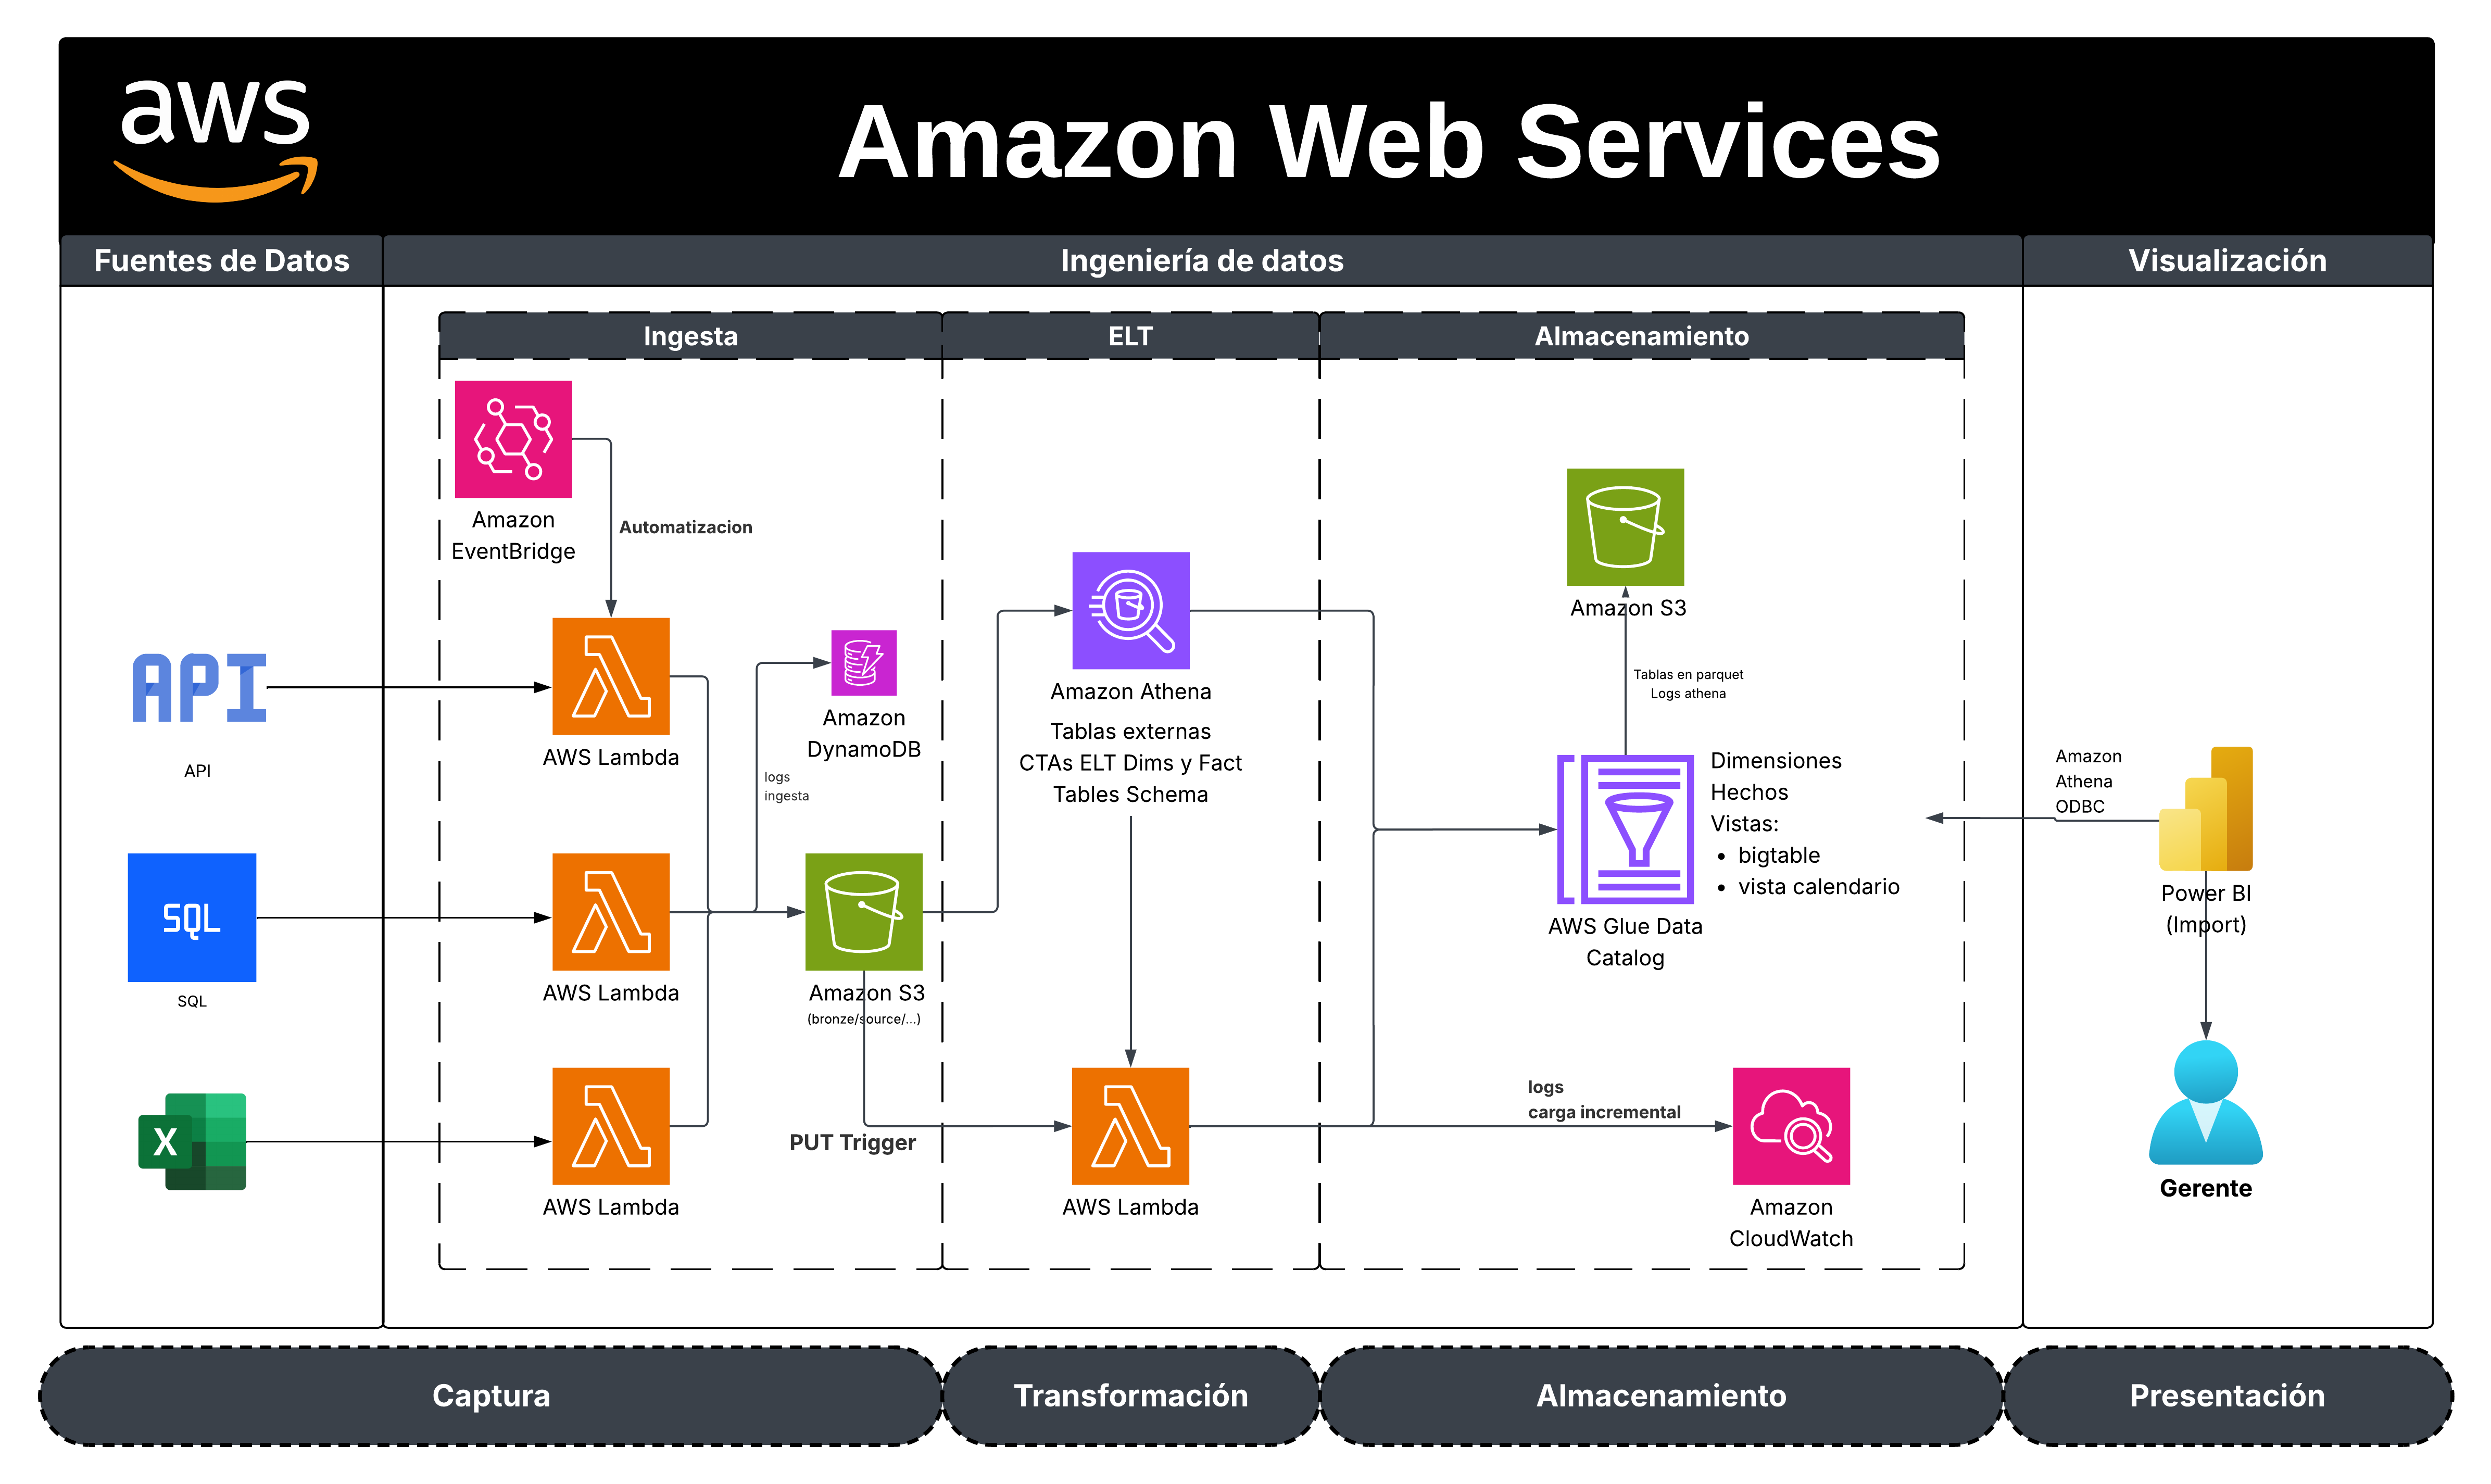 aws
Amazon Web Services
Fuentes de Datos
Ingeniería de datos
Visualización
Ingesta
ELT
Almacenamiento
Amazon
EventBridge
Automatizacion
API
API
AWS Lambda
Amazon
DynamoDB
logs
ingesta
SQL
SQL
AWS Lambda
Amazon S3
(bronze/source/...)
X
AWS Lambda
PUT Trigger
Amazon Athena
Tablas externas
CTAs ELT Dims y Fact
Tables Schema
AWS Lambda
Amazon S3
Tablas en parquet
Logs athena
Dimensiones
Hechos
Vistas:
• bigtable
• vista calendario
AWS Glue Data
Catalog
logs
carga incremental
Amazon
CloudWatch
Amazon
Athena
ODBC
Power BI
(Import)
Gerente
Captura
Transformación
Almacenamiento
Presentación